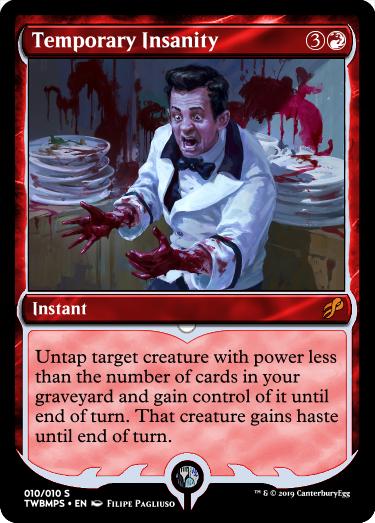 Temporary Insanity 3
Instant
Untap target creature with power less
than the number of cards in your
graveyard and gain control of it until
end of turn. That creature gains haste
until end of turn.
010/010 S
TWBMPS • EN Filipe Pagliuso
™ & © 2019 CanterburyEgg